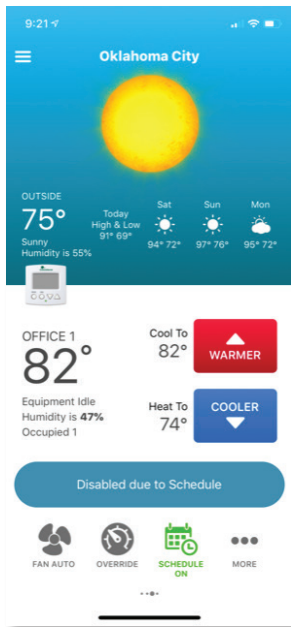 9:21
Oklahoma City
OUTSIDE
75°
Sunny
Humidity is 55%
Today
High & Low
91° 69°
Sat
94° 72°
Sun
97° 76°
Mon
95° 72°
OFFICE 1
82°
Equipment Idle
Humidity is 47%
Occupied 1
Cool To
82°
WARMER
Heat To
74°
COOLER
Disabled due to Schedule
FAN AUTO
OVERRIDE
SCHEDULE
ON
MORE